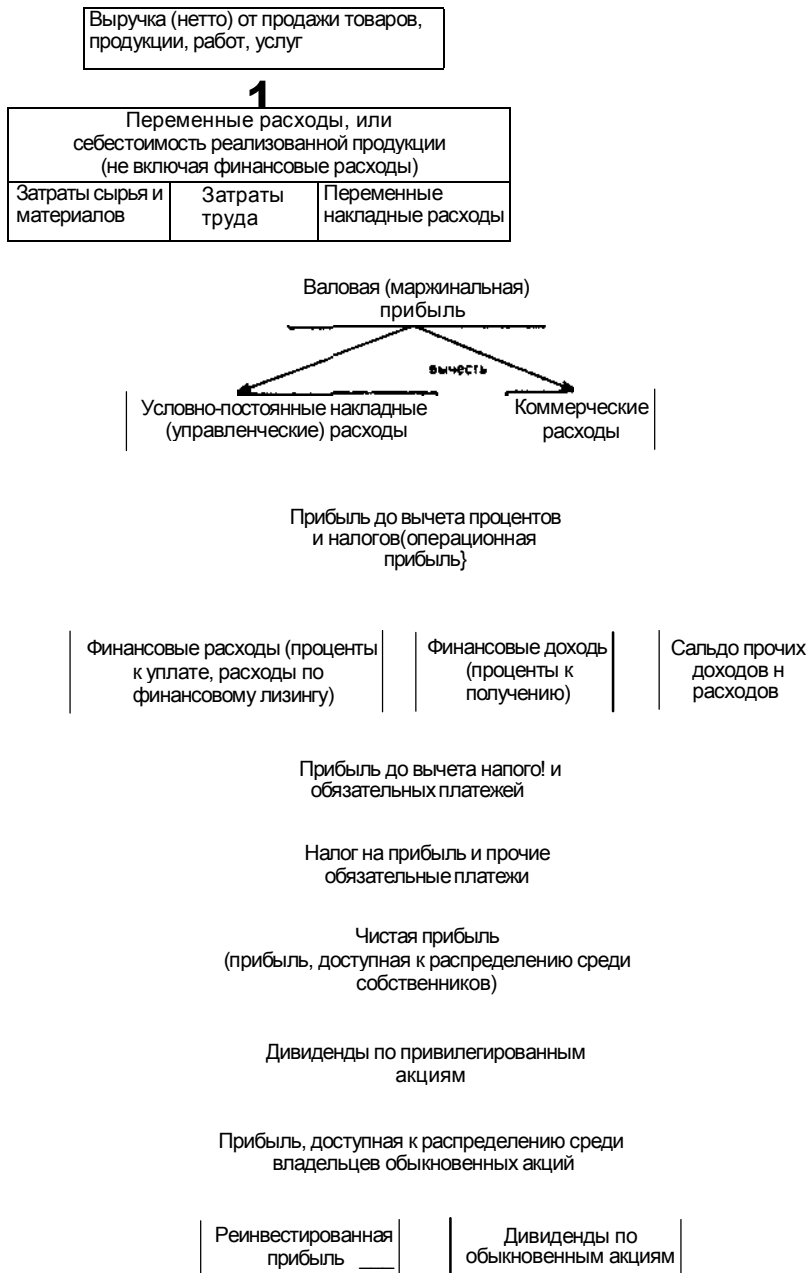 Выручка (нетто) от продажи товаров,
продукции, работ, услуг
1
Переменные расходы, или
себестоимость реализованной продукции
(не включая финансовые расходы)
Затраты сырья и
материалов
Затраты
труда
Переменные
накладные расходы
Валовая (маржинальная)
прибыль
вычесть
Условно-постоянные накладные
(управленческие) расходы
Коммерческие
расходы
Прибыль до вычета процентов
и налогов(операционная
прибыль}
Финансовые расходы (проценты
к уплате, расходы по
финансовому лизингу)
Финансовые доходь
(проценты к
получению)
Сальдо прочих
доходов н
расходов
Прибыль до вычета напого! и
обязательных платежей
Налог на прибыль и прочие
обязательные платежи
Чистая прибыль
(прибыль, доступная к распределению среди
собственников)
Дивиденды по привилегированным
акциям
Прибыль, доступная к распределению среди
владельцев обыкновенных акций
Реинвестированная
прибыль ___
Дивиденды по
обыкновенным акциям